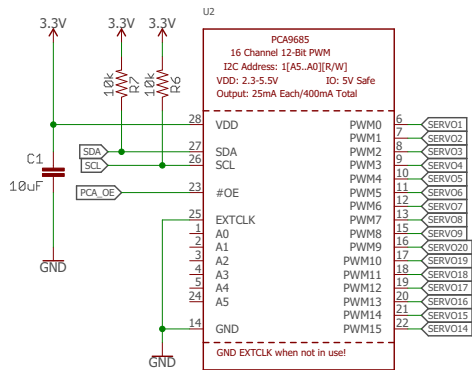 U2
3.3V 3.3V 3.3V
PCA9685
16 Channel 12-Bit PWM
I2C Address: 1[A5..A0][R/W]
VDD: 2.3-5.5V IO: 5V Safe
Output: 25mA Each/400mA Total
10k R7 10k R6
28 VDD PWM0 6 SERVO1
PWM1 7 SERVO2
SDA 27 SDA PWM2 8 SERVO3
SCL 26 SCL PWM3 9 SERVO4
C1 10uF
PWM4 10 SERVO5
PCA_OE 23 #OE PWM5 11 SERVO6
PWM6 12 SERVO7
25 EXTCLK PWM7 13 SERVO8
1 A0 PWM8 15 SERVO9
2 A1 PWM9 16 SERVO20
3 A2 PWM10 17 SERVO19
4 A3 PWM11 18 SERVO18
5 A4 PWM12 19 SERVO17
24 A5 PWM13 20 SERVO16
PWM14 21 SERVO15
14 GND PWM15 22 SERVO14
GND
GND
GND EXTCLK when not in use!